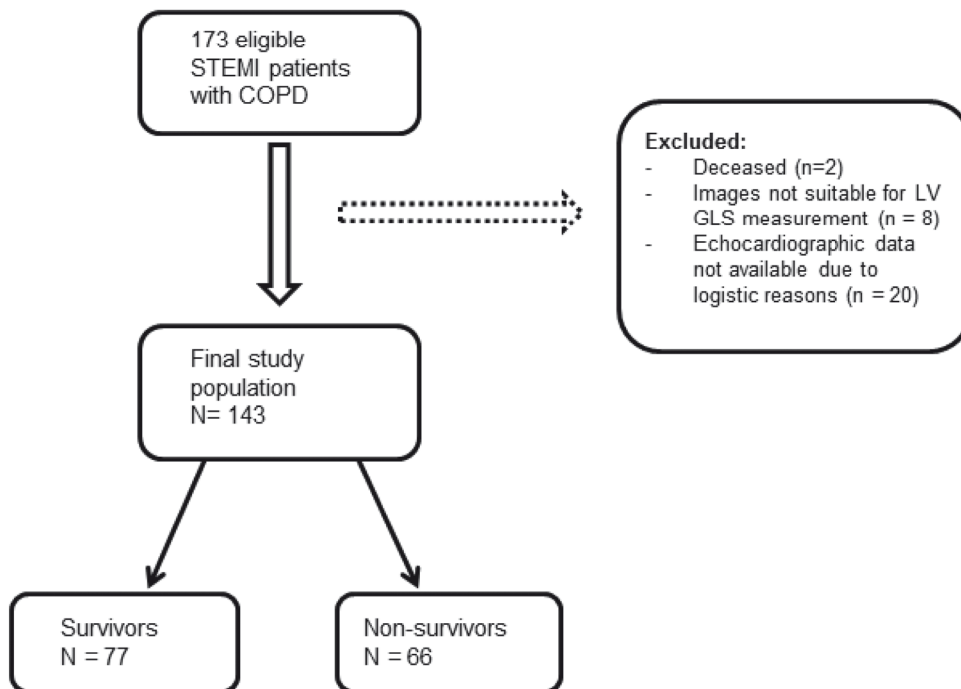 173 eligible
STEMI patients
with COPD
Excluded:
- Deceased (n=2)
- Images not suitable for LV
GLS measurement (n = 8)
- Echocardiographic data
not available due to
logistic reasons (n = 20)
Final study
population
N= 143
Survivors
N = 77
Non-survivors
N = 66